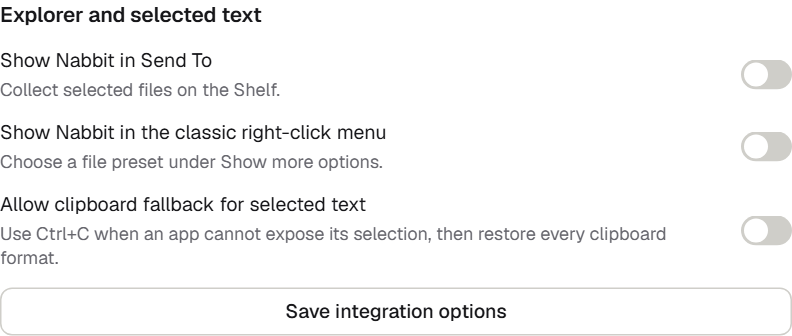 Explorer and selected text
Show Nabbit in Send To
Collect selected files on the Shelf.
Show Nabbit in the classic right-click menu
Choose a file preset under Show more options.
Allow clipboard fallback for selected text
Use Ctrl+C when an app cannot expose its selection, then restore every clipboard
format.
Save integration options